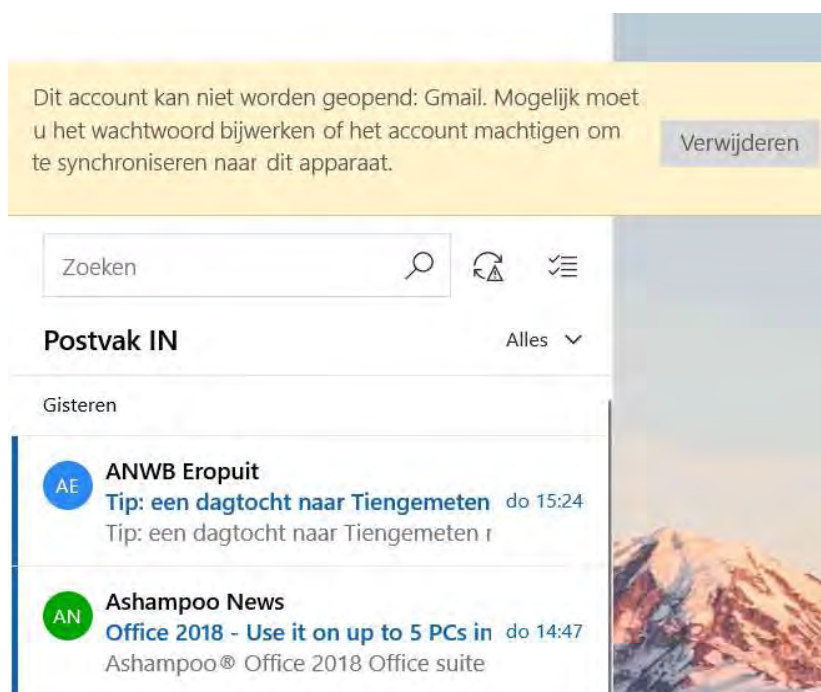 Dit account kan niet worden geopend: Gmail. Mogelijk moet
u het wachtwoord bijwerken of het account machtigen om
te synchroniseren naar dit apparaat.
Verwijderen
Zoeken
Postvak IN
Alles
Gisteren
AE
ANWB Eropuit
Tip: een dagtocht naar Tiengemeten do 15:24
Tip: een dagtocht naar Tiengemeten r
AN
Ashampoo News
Office 2018 - Use it on up to 5 PCs in do 14:47
Ashampoo® Office 2018 Office suite